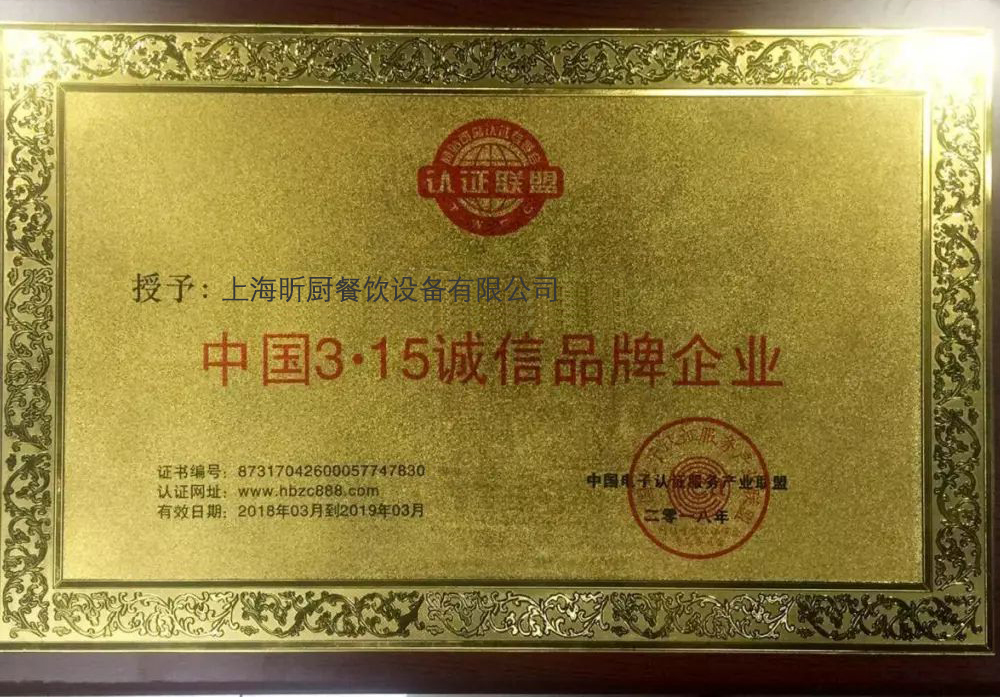 认证联盟
授予：上海昕厨餐饮设备有限公司
中国3·15诚信品牌企业
证书编号：87317042600057747830
认证网址：www.hbzc888.com
有效日期：2018年03月到2019年03月
中国电子认证服务产业联盟
二零一八年